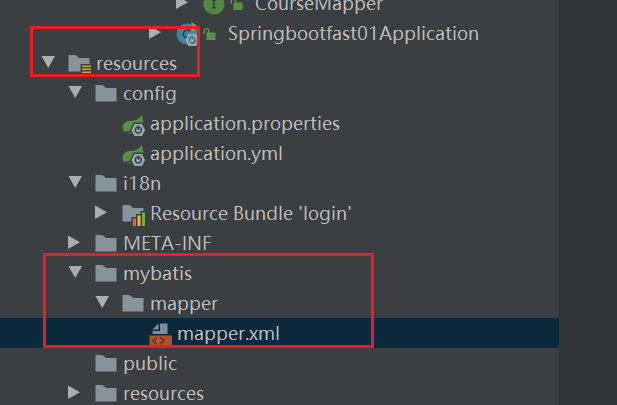 CourseMapper
Springbootfast01Application
resources
config
application.properties
application.yml
i18n
Resource Bundle 'login'
META-INF
mybatis
mapper
mapper.xml
public
resources